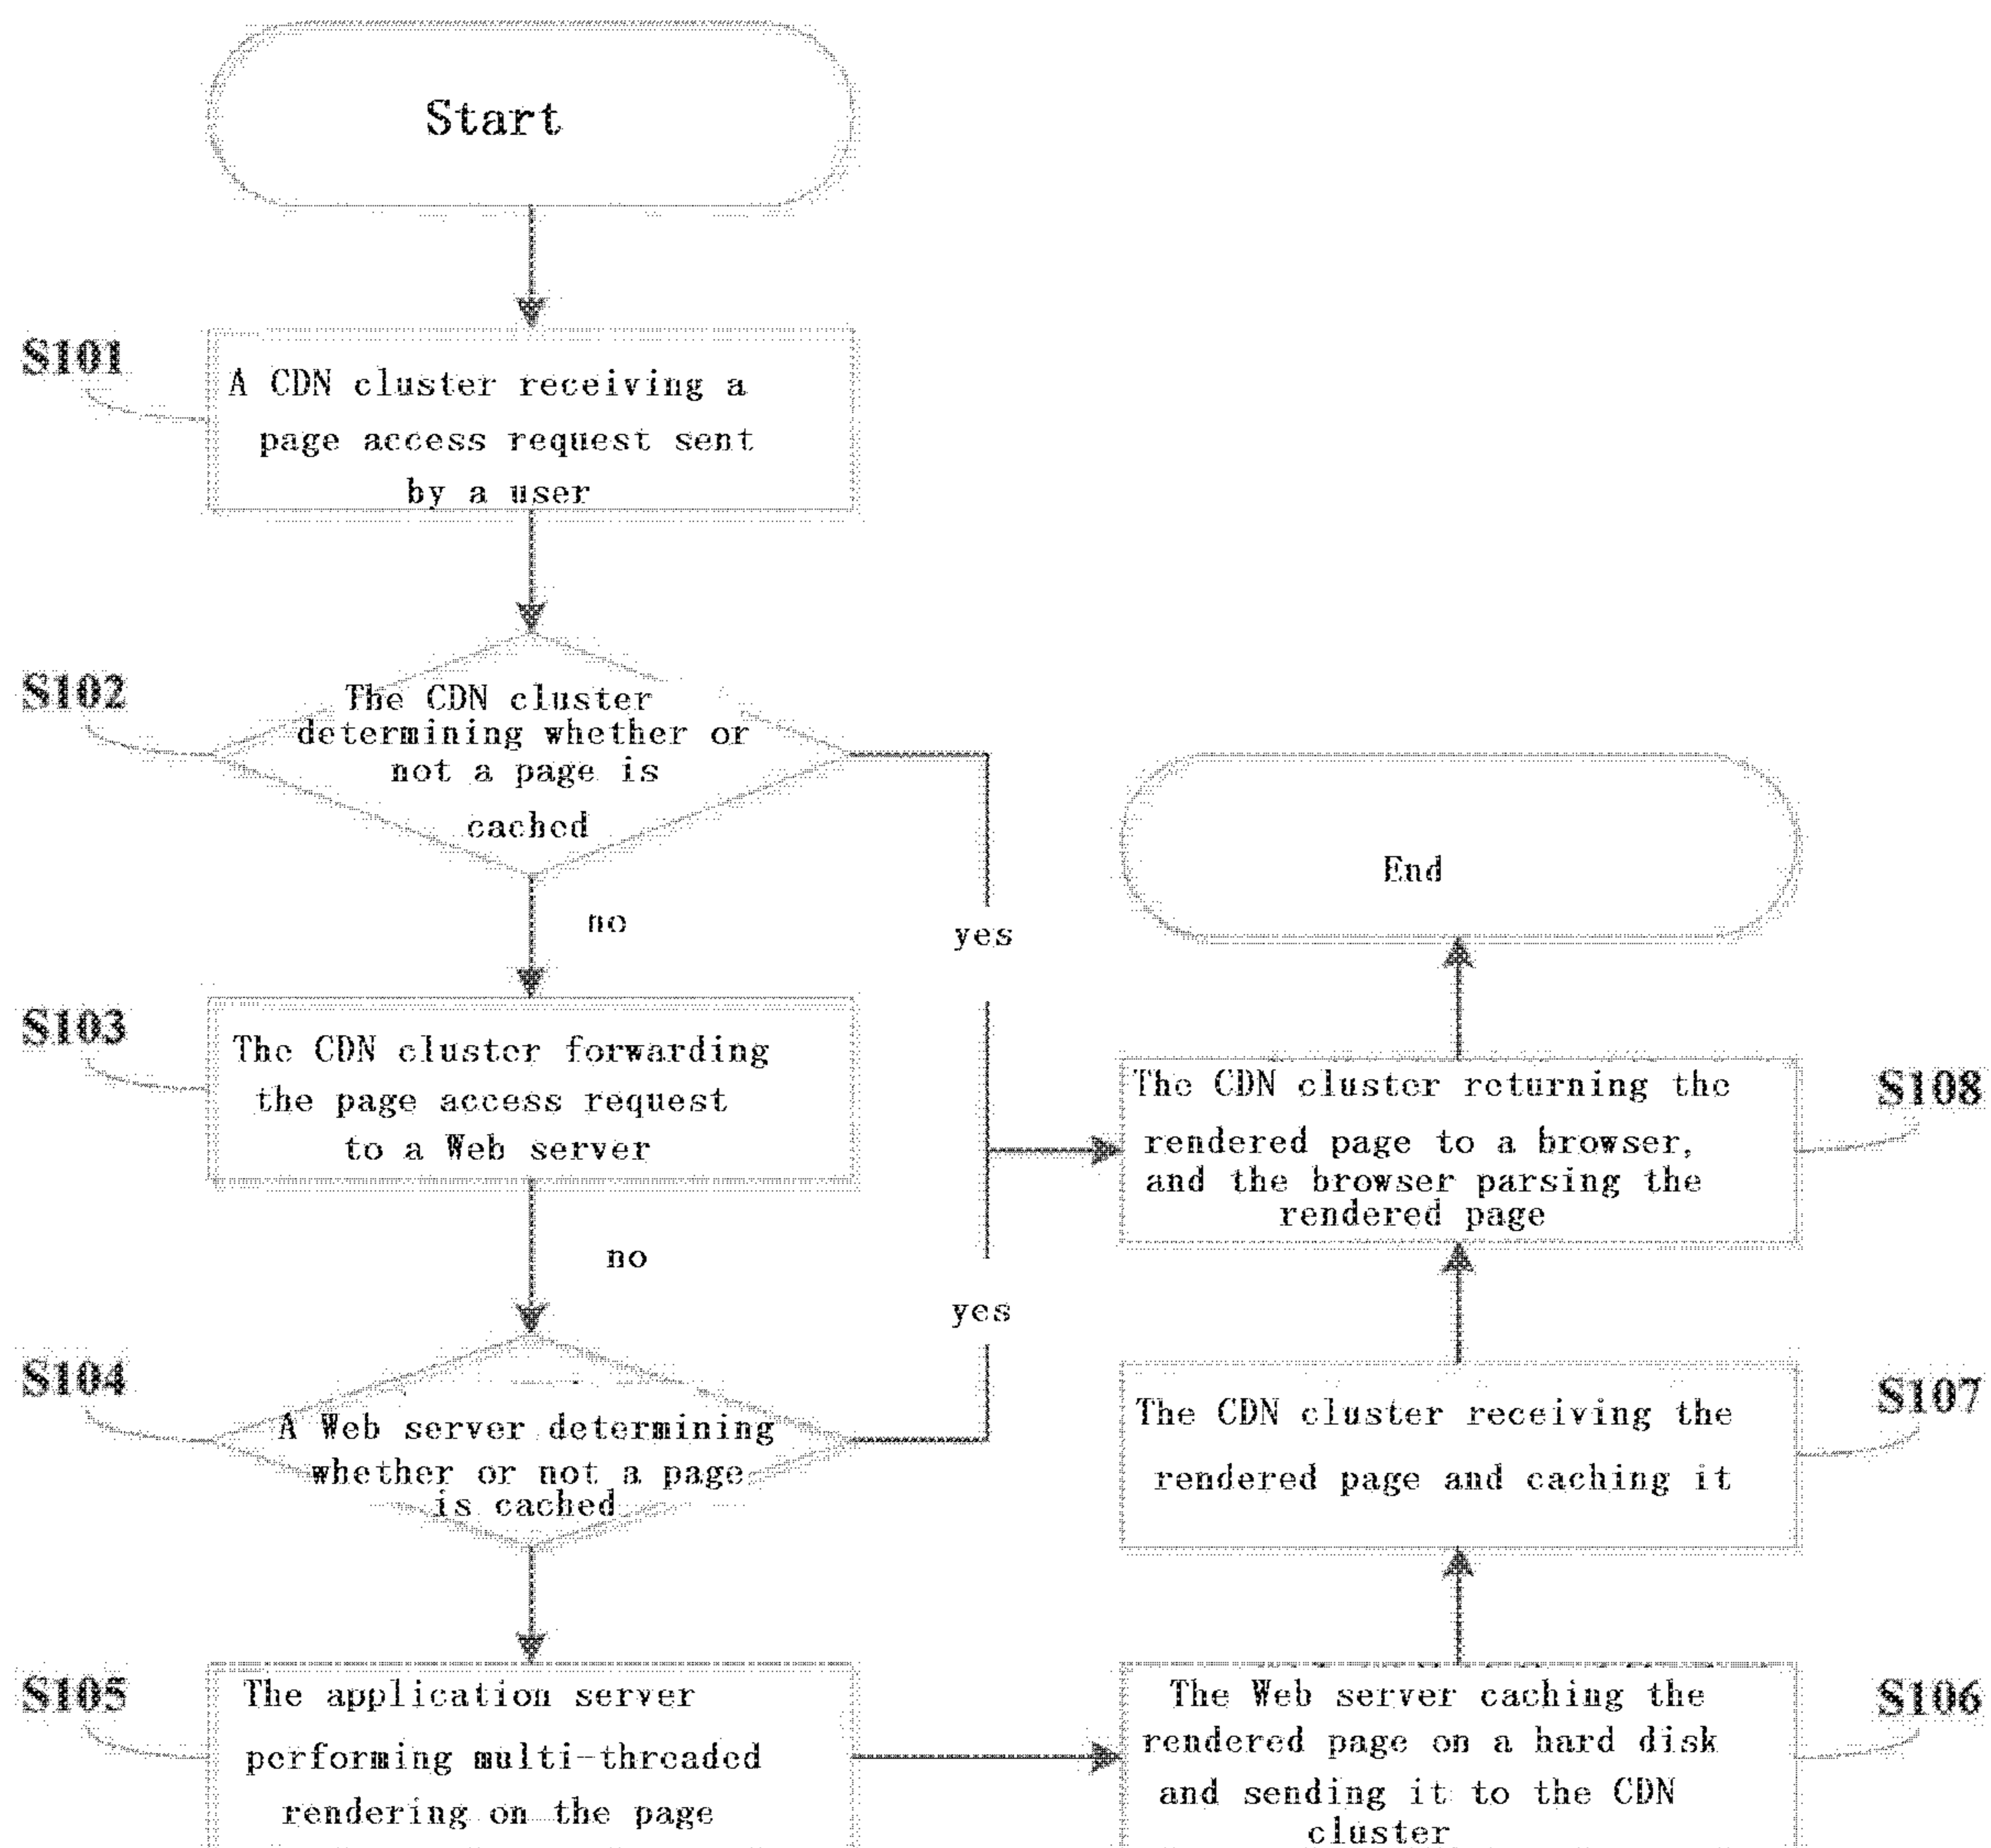 Start
S101
A CDN cluster receiving a
page access request sent
by a user
S102
The CDN cluster
determining whether or
not a page is
cached
no
yes
S103
The CDN cluster forwarding
the page access request
to a Web server
no
yes
S104
A Web server determining
whether or not a page
is cached
S105
The application server
performing multi-threaded
rendering on the page
S106
The Web server caching the
rendered page on a hard disk
and sending it to the CDN
cluster
S107
The CDN cluster receiving the
rendered page and caching it
S108
The CDN cluster returning the
rendered page to a browser,
and the browser parsing the
rendered page
End